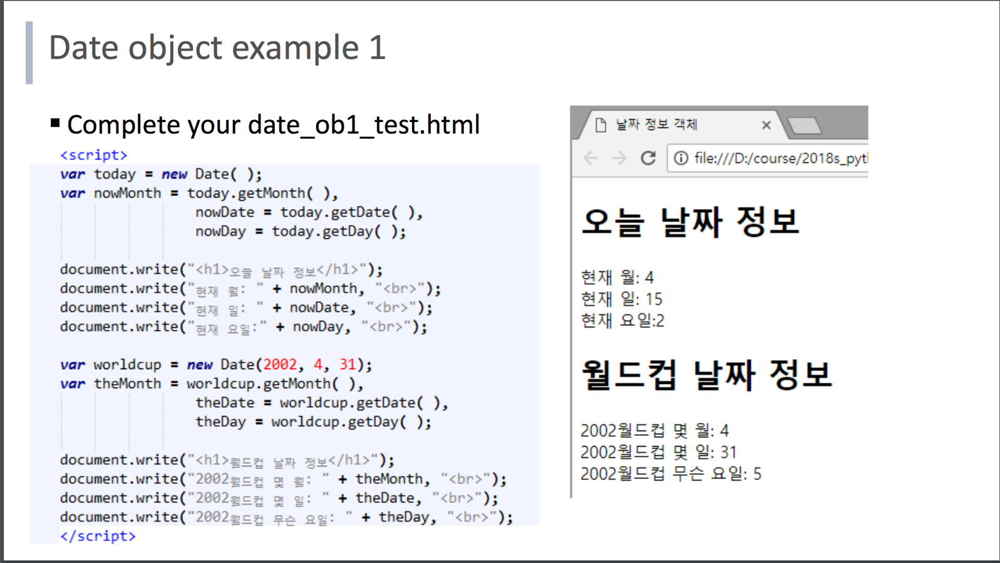 Date object example 1
▪ Complete your date_ob1_test.html
<script>
var today = new Date( );
var nowMonth = today.getMonth( ),
nowDate = today.getDate( ),
nowDay = today.getDay( );
document.write("<h1>오늘 날짜 정보</h1>");
document.write("현재 월: " + nowMonth, "<br>");
document.write("현재 일: " + nowDate, "<br>");
document.write("현재 요일:" + nowDay, "<br>");
var worldcup = new Date(2002, 4, 31);
var theMonth = worldcup.getMonth( ),
theDate = worldcup.getDate( ),
theDay = worldcup.getDay( );
document.write("<h1>월드컵 날짜 정보</h1>");
document.write("2002월드컵 몇 월: " + theMonth, "<br>");
document.write("2002월드컵 몇 일: " + theDate, "<br>");
document.write("2002월드컵 무슨 요일: " + theDay, "<br>");
</script>
날짜 정보 객체
file:///D:/course/2018s_pyt
오늘 날짜 정보
현재 월: 4
현재 일: 15
현재 요일:2
월드컵 날짜 정보
2002월드컵 몇 월: 4
2002월드컵 몇 일: 31
2002월드컵 무슨 요일: 5